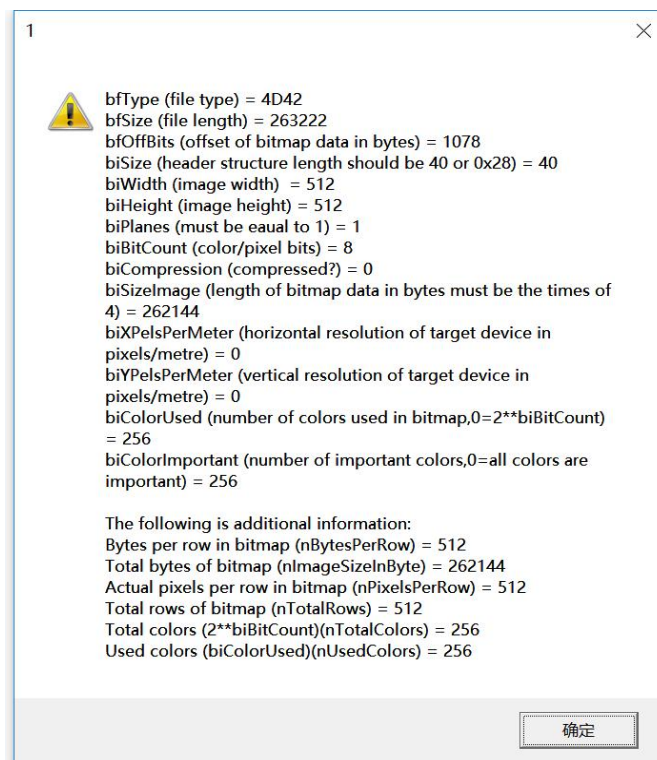 1
bfType (file type) = 4D42
bfSize (file length) = 263222
bfOffBits (offset of bitmap data in bytes) = 1078
biSize (header structure length should be 40 or 0x28) = 40
biWidth (image width)  = 512
biHeight (image height) = 512
biPlanes (must be eaual to 1) = 1
biBitCount (color/pixel bits) = 8
biCompression (compressed?) = 0
biSizeImage (length of bitmap data in bytes must be the times of
4) = 262144
biXPelsPerMeter (horizontal resolution of target device in
pixels/metre) = 0
biYPelsPerMeter (vertical resolution of target device in
pixels/metre) = 0
biColorUsed (number of colors used in bitmap,0=2**biBitCount)
= 256
biColorImportant (number of important colors,0=all colors are
important) = 256
The following is additional information:
Bytes per row in bitmap (nBytesPerRow) = 512
Total bytes of bitmap (nImageSizeInByte) = 262144
Actual pixels per row in bitmap (nPixelsPerRow) = 512
Total rows of bitmap (nTotalRows) = 512
Total colors (2**biBitCount)(nTotalColors) = 256
Used colors (biColorUsed)(nUsedColors) = 256
确定